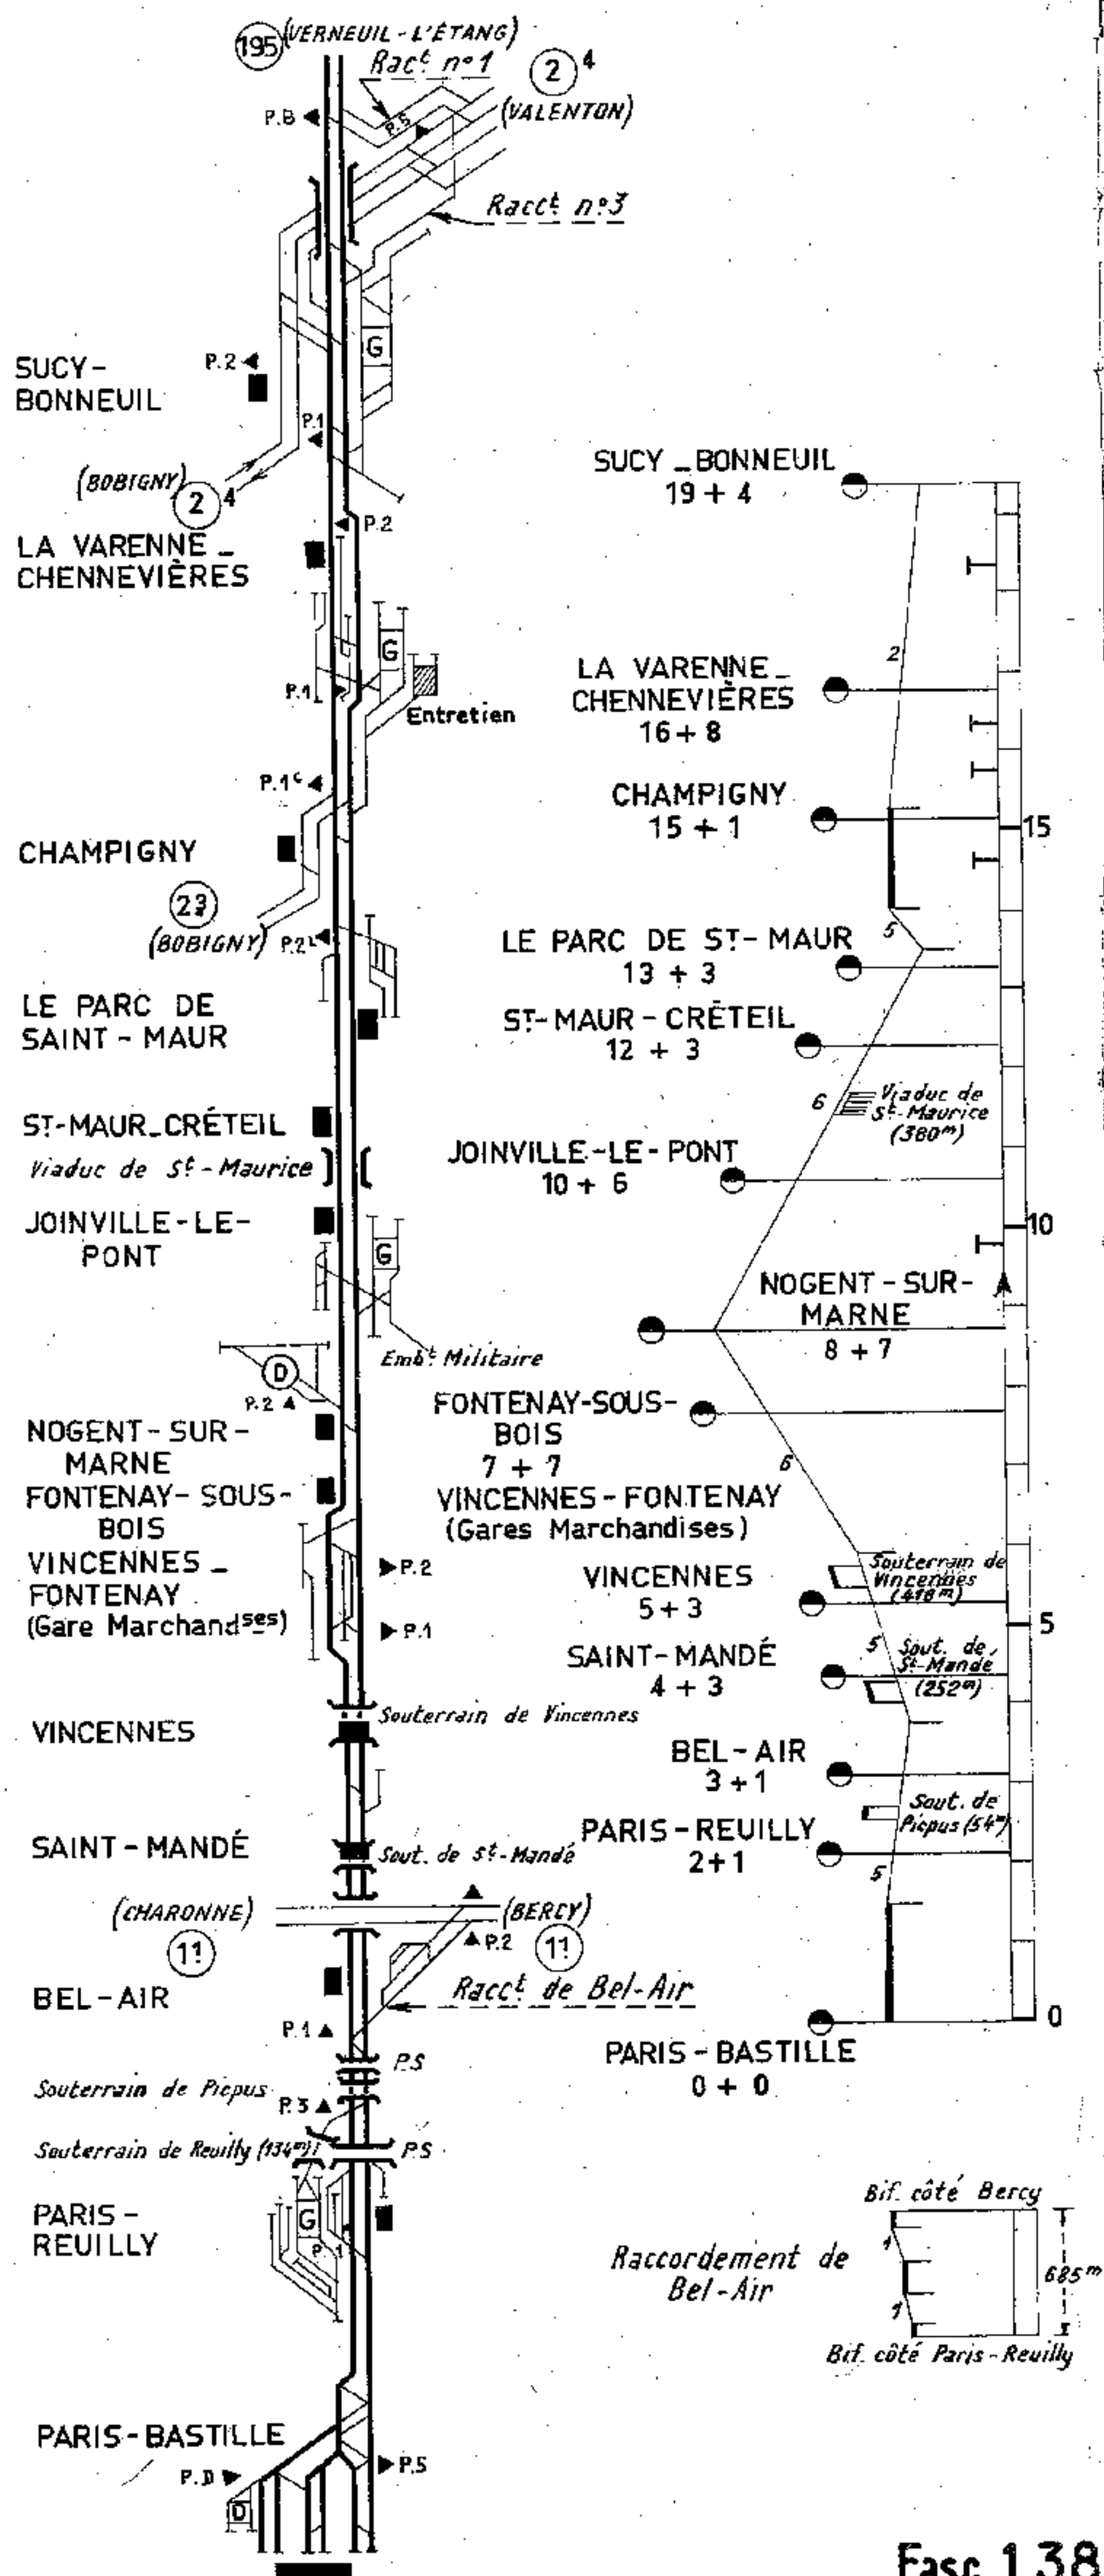 195
(VERNEUIL-L'ÉTANG)
Racṭ nº1
2 4
(VALENTON)
P.B
P.S
Raccṭ nº3
G
P.2
SUCY-
BONNEUIL
P.1
(BOBIGNY)
2 4
P.2
LA VARENNE_
CHENNEVIÈRES
G
P.1
Entretien
P.1ᶜ
CHAMPIGNY
23
(BOBIGNY)
P.2ᴸ
LE PARC DE
SAINT-MAUR
ST-MAUR_CRÉTEIL
Viaduc de Sᵗ-Maurice
JOINVILLE-LE-
PONT
G
Embᵗ Militaire
D
P.2
NOGENT-SUR-
MARNE
FONTENAY-SOUS-
BOIS
VINCENNES_
FONTENAY
(Gare Marchandˢᵉˢ)
P.2
P.1
Souterrain de Vincennes
VINCENNES
SAINT-MANDÉ
Sout. de Sᵗ-Mandé
(CHARONNE)
11
(BERCY)
11
P.2
BEL-AIR
Raccᵗ de Bel-Air
P.1
P.S
Souterrain de Picpus
P.3
Souterrain de Reuilly (134ᵐ)
P.S
PARIS-
REUILLY
G
P.1
PARIS-BASTILLE
P.D
P.S
D
SUCY_BONNEUIL
19+4
2
LA VARENNE_
CHENNEVIÈRES
16+8
CHAMPIGNY
15+1
15
5
LE PARC DE ST-MAUR
13+3
ST-MAUR-CRÉTEIL
12+3
6
Viaduc de
Sᵗ-Maurice
(380ᵐ)
JOINVILLE-LE-PONT
10+6
10
NOGENT-SUR-
MARNE
8+7
FONTENAY-SOUS-
BOIS
7+7
6
VINCENNES-FONTENAY
(Gares Marchandises)
Souterrain de
Vincennes
(418ᵐ)
VINCENNES
5+3
5
5
SAINT-MANDÉ
4+3
Sout. de
Sᵗ-Mandé
(252ᵐ)
BEL-AIR
3+1
Sout. de
Picpus (54ᵐ)
PARIS-REUILLY
2+1
5
0
PARIS-BASTILLE
0+0
Bif. côté Bercy
1
Raccordement de
Bel-Air
685ᵐ
1
Bif. côté Paris-Reuilly
Fasc 138